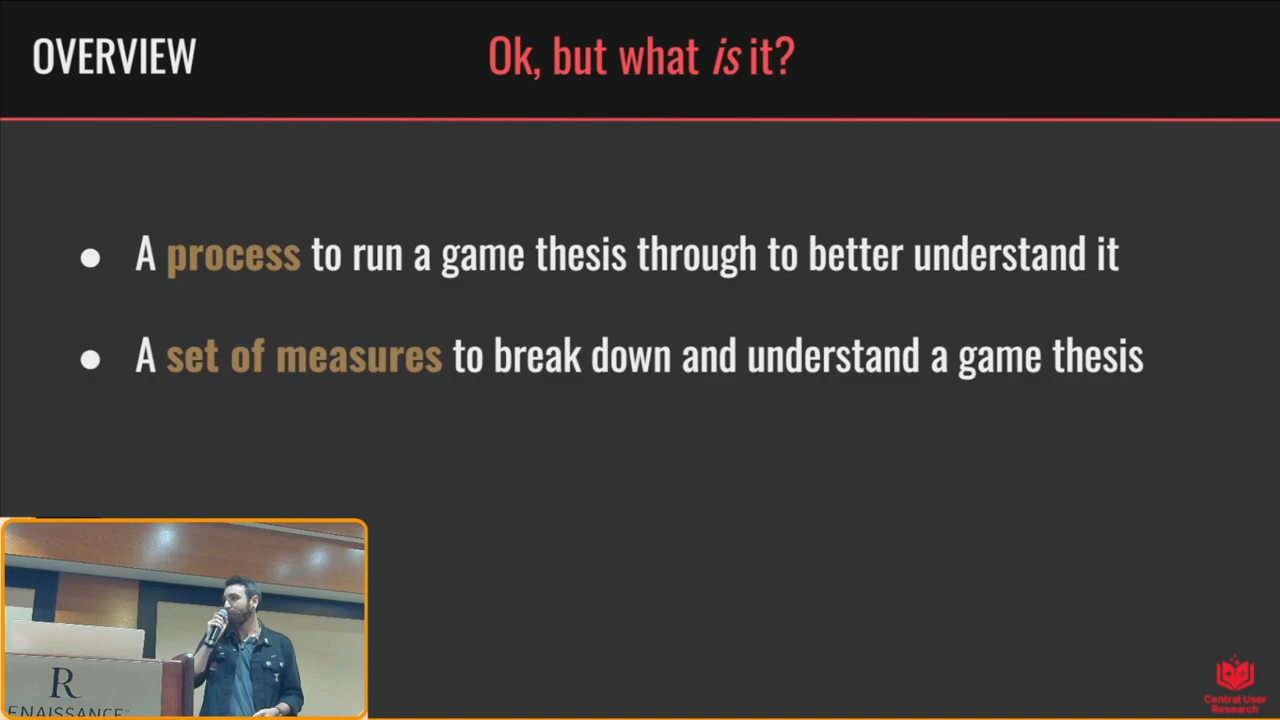 OVERVIEW
Ok, but what is it?
● A process to run a game thesis through to better understand it
● A set of measures to break down and understand a game thesis
R
ENAISSANCE
Central User
Research